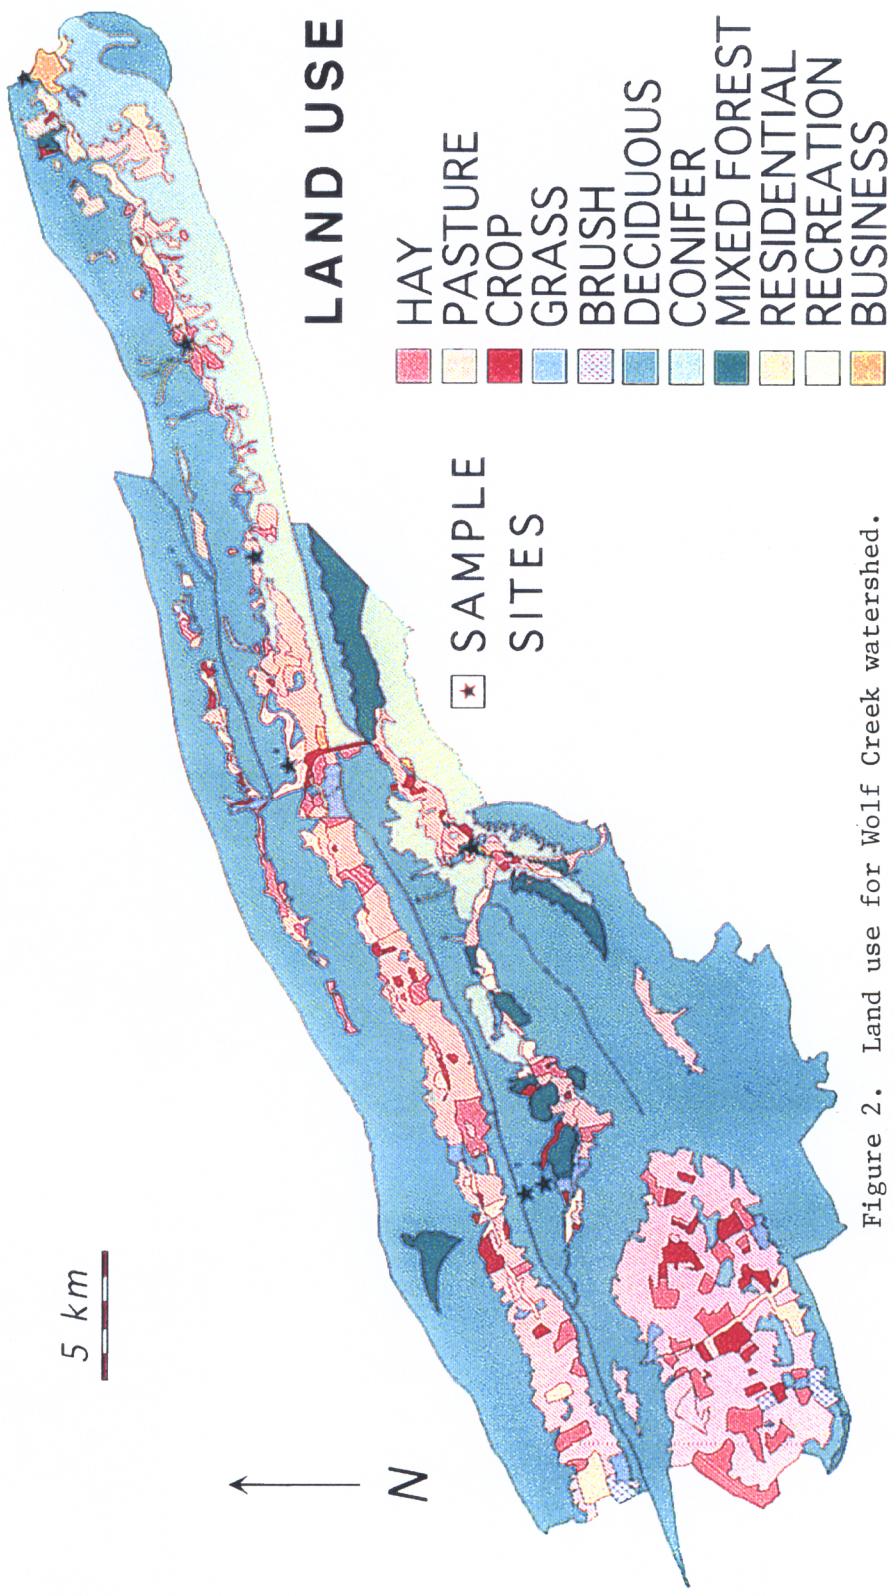 LAND USE
HAY
PASTURE
CROP
GRASS
BRUSH
DECIDUOUS
CONIFER
MIXED FOREST
RESIDENTIAL
RECREATION
BUSINESS
SAMPLE
SITES
5 km
N
Figure 2. Land use for Wolf Creek watershed.